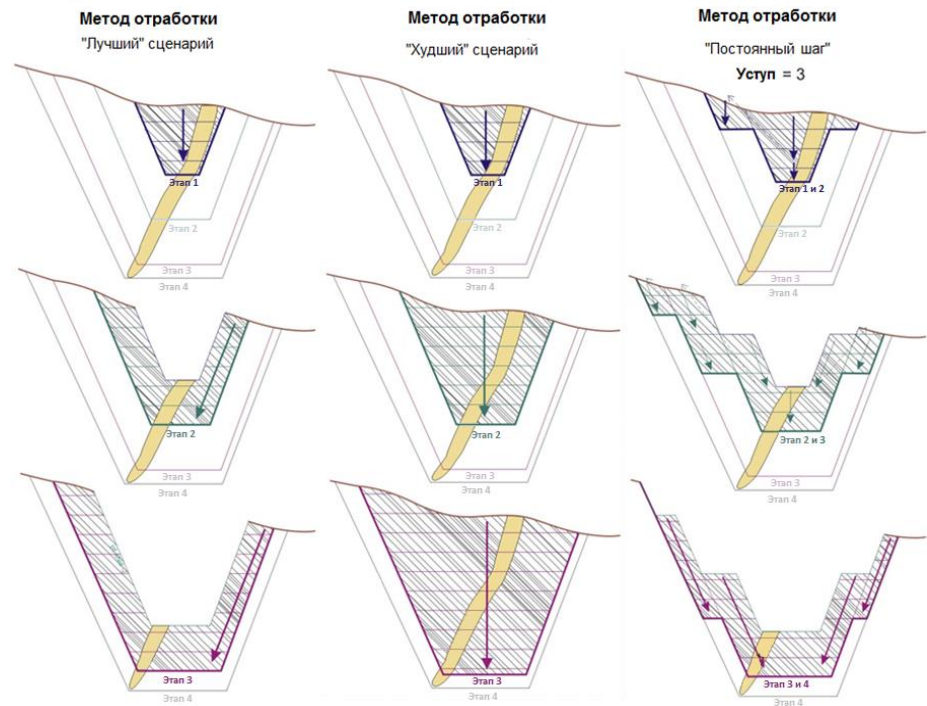 Метод отработки
"Лучший" сценарий
Метод отработки
"Худший" сценарий
Метод отработки
"Постоянный шаг"
Уступ = 3
Этап 1
Этап 2
Этап 3
Этап 4
Этап 1
Этап 2
Этап 3
Этап 4
Этап 1 и 2
Этап 2
Этап 3
Этап 4
Этап 2
Этап 3
Этап 4
Этап 2
Этап 3
Этап 4
Этап 2 и 3
Этап 3
Этап 4
Этап 3
Этап 4
Этап 3
Этап 4
Этап 3 и 4
Этап 4